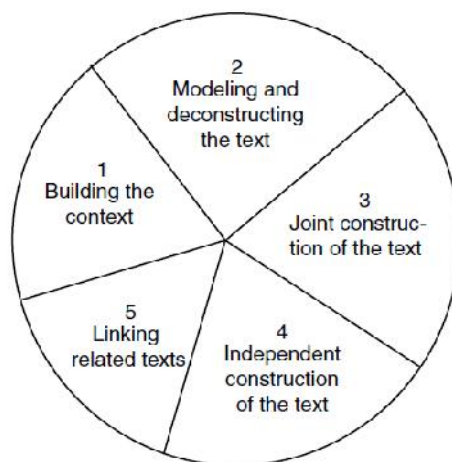 1
Building the
context
2
Modeling and
deconstructing
the text
3
Joint construc-
tion of the text
4
Independent
construction
of the text
5
Linking
related texts